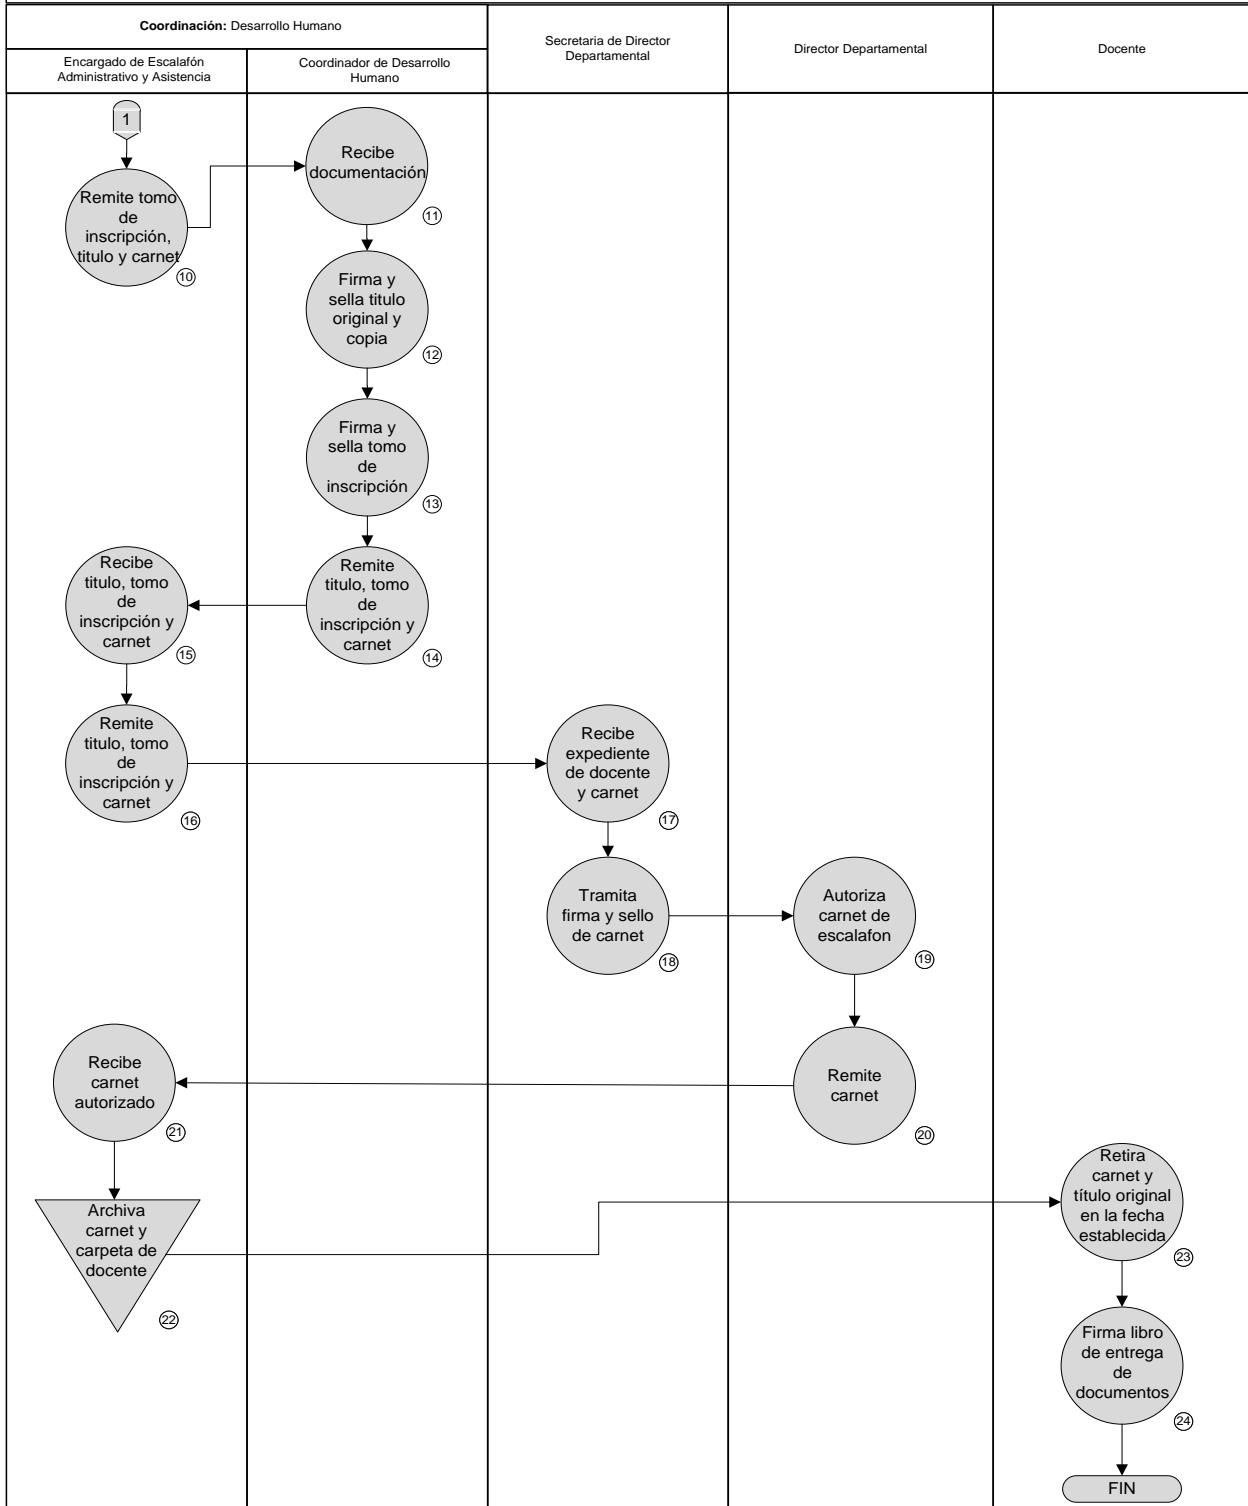 Coordinación: Desarrollo Humano
Encargado de Escalafón
Administrativo y Asistencia
Coordinador de Desarrollo
Humano
Secretaria de Director
Departamental
Director Departamental
Docente
1
Remite tomo
de
inscripción,
titulo y carnet
10
Recibe
documentación
11
Firma y
sella titulo
original y
copia
12
Firma y
sella tomo
de
inscripción
13
Remite
titulo, tomo
de
inscripción y
carnet
14
Recibe
titulo, tomo
de
inscripción y
carnet
15
Remite
titulo, tomo
de
inscripción y
carnet
16
Recibe
expediente
de docente
y carnet
17
Tramita
firma y sello
de carnet
18
Autoriza
carnet de
escalafon
19
Remite
carnet
20
Recibe
carnet
autorizado
21
Archiva
carnet y
carpeta de
docente
22
Retira
carnet y
título original
en la fecha
establecida
23
Firma libro
de entrega
de
documentos
24
FIN